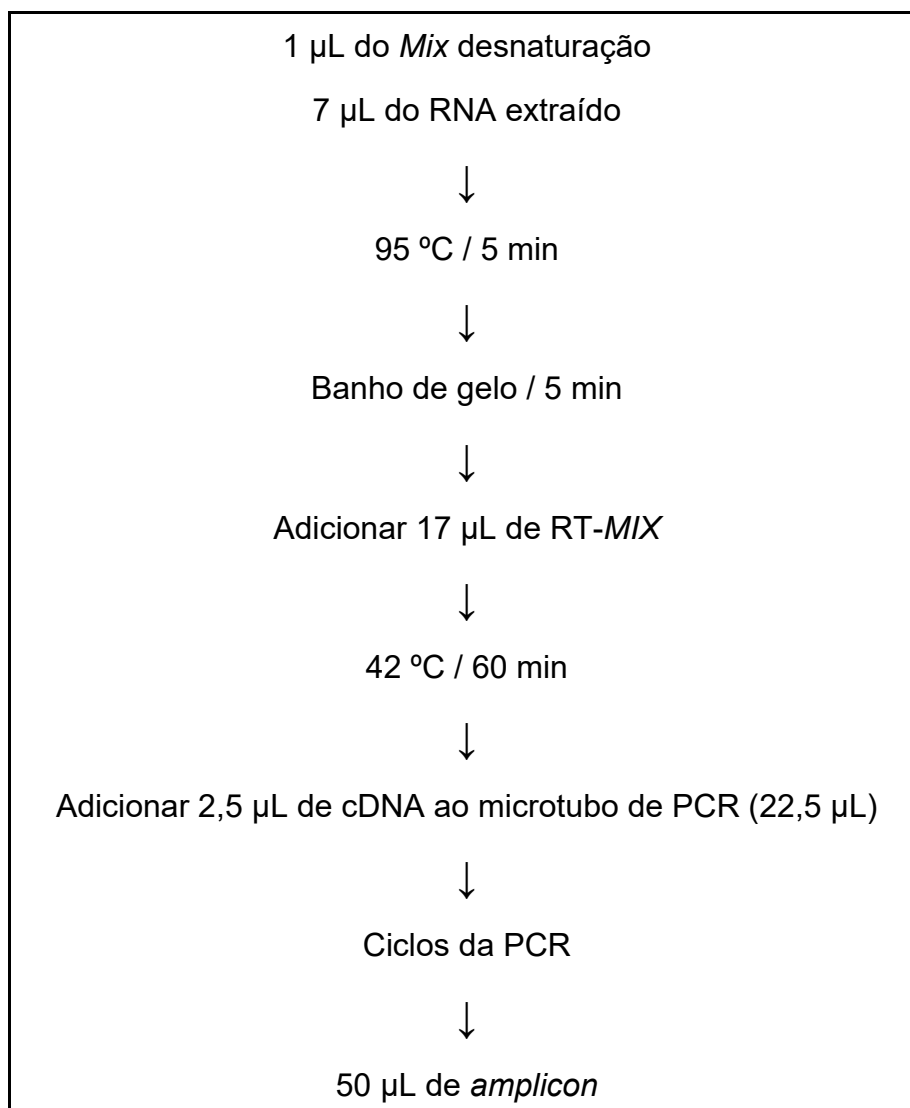 1 µL do Mix desnaturação
7 µL do RNA extraído
↓
95 ºC / 5 min
↓
Banho de gelo / 5 min
↓
Adicionar 17 µL de RT-MIX
↓
42 ºC / 60 min
↓
Adicionar 2,5 µL de cDNA ao microtubo de PCR (22,5 µL)
↓
Ciclos da PCR
↓
50 µL de amplicon